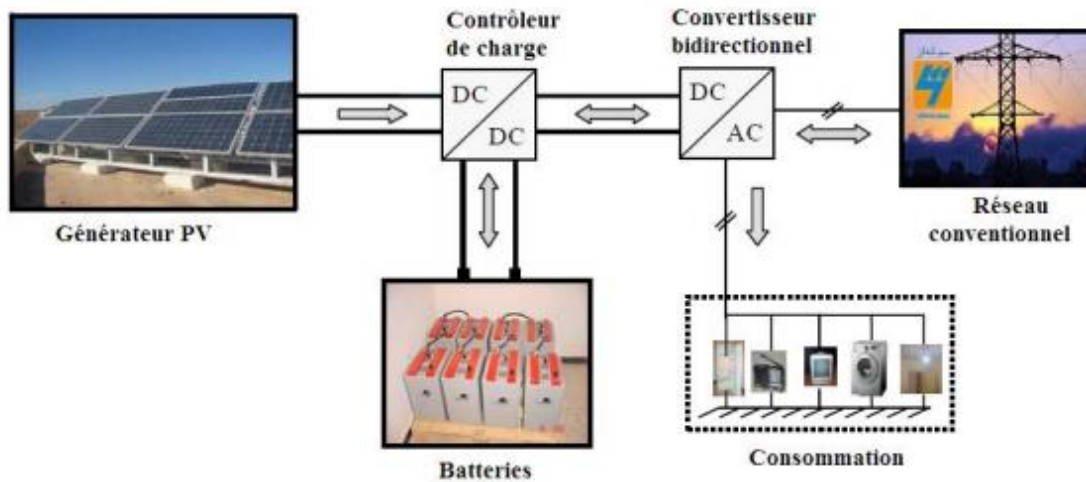 Contrôleur
de charge
Convertisseur
bidirectionnel
DC
DC
DC
AC
Générateur PV
Réseau
conventionnel
Batteries
Consommation